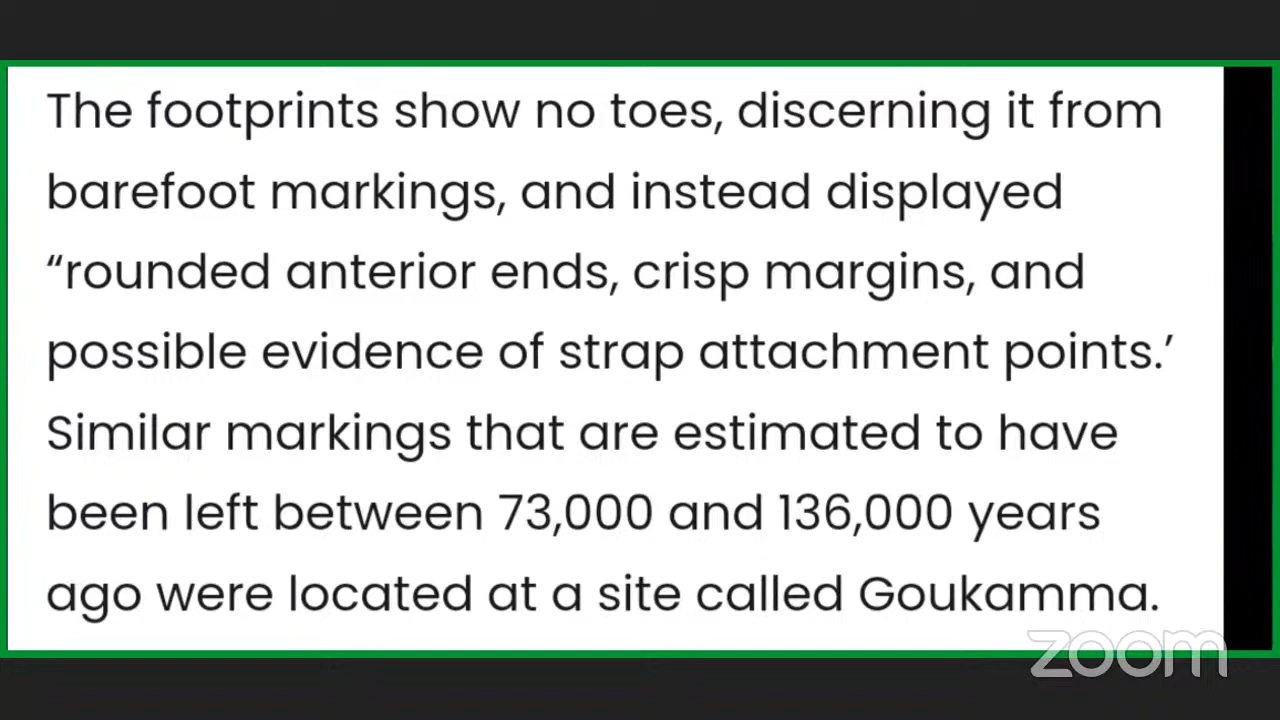 The footprints show no toes, discerning it from
barefoot markings, and instead displayed
“rounded anterior ends, crisp margins, and
possible evidence of strap attachment points.’
Similar markings that are estimated to have
been left between 73,000 and 136,000 years
ago were located at a site called Goukamma.
zoom